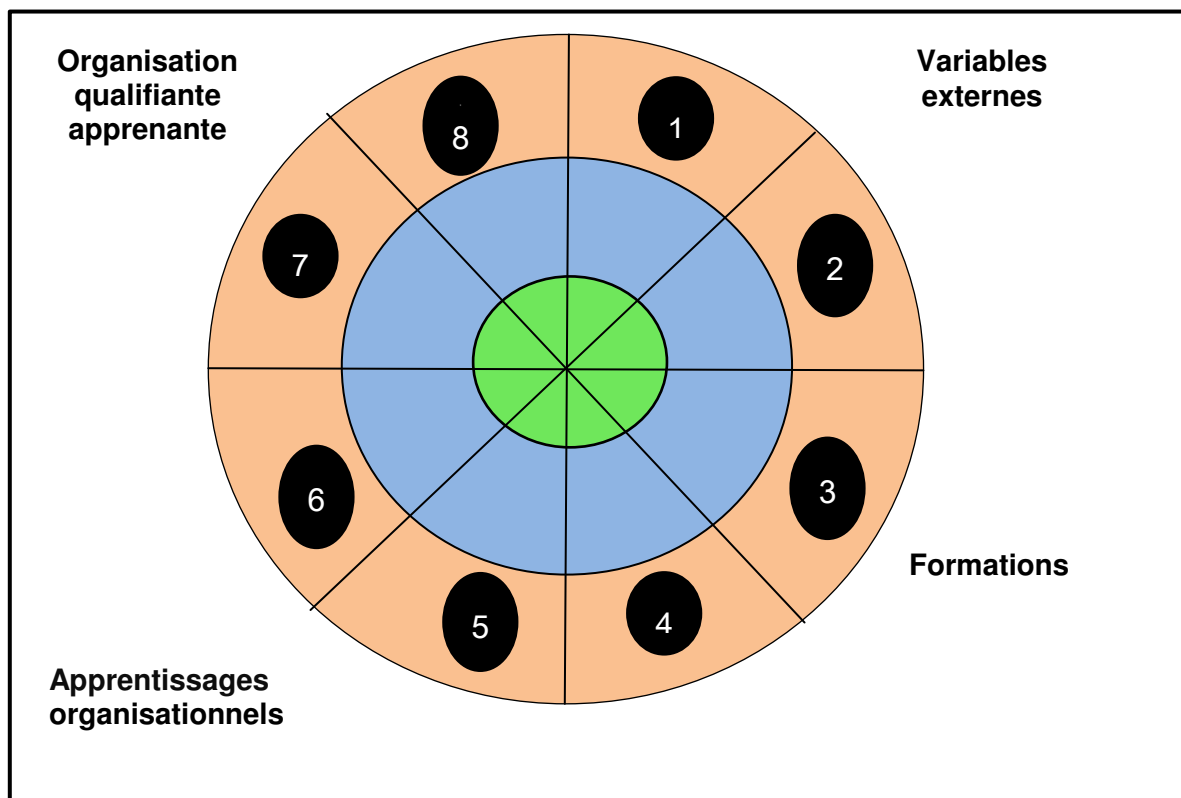 Organisation
qualifiante
apprenante
Variables
externes
8
1
7
2
6
3
5
4
Formations
Apprentissages
organisationnels